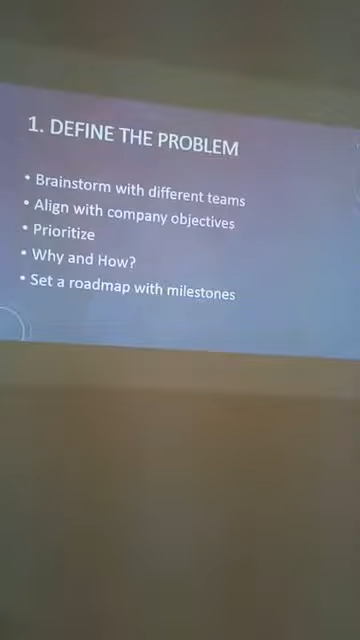 1. DEFINE THE PROBLEM
• Brainstorm with different teams
• Align with company objectives
• Prioritize
• Why and How?
• Set a roadmap with milestones